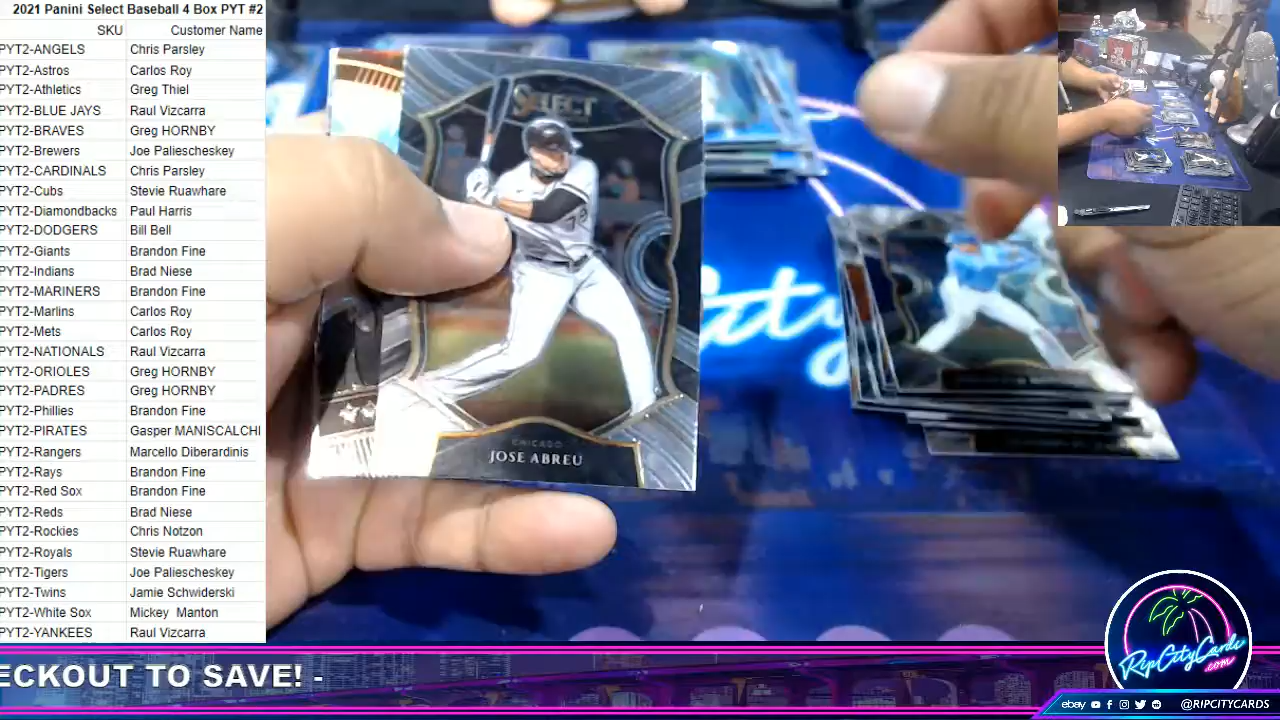 2021 Panini Select Baseball 4 Box PYT #2
SKU Customer Name
PYT2-ANGELS Chris Parsley
PYT2-Astros Carlos Roy
PYT2-Athletics Greg Thiel
PYT2-BLUE JAYS Raul Vizcarra
PYT2-BRAVES Greg HORNBY
PYT2-Brewers Joe Paliescheskey
PYT2-CARDINALS Chris Parsley
PYT2-Cubs Stevie Ruawhare
PYT2-Diamondbacks Paul Harris
PYT2-DODGERS Bill Bell
PYT2-Giants Brandon Fine
PYT2-Indians Brad Niese
PYT2-MARINERS Brandon Fine
PYT2-Marlins Carlos Roy
PYT2-Mets Carlos Roy
PYT2-NATIONALS Raul Vizcarra
PYT2-ORIOLES Greg HORNBY
PYT2-PADRES Greg HORNBY
PYT2-Phillies Brandon Fine
PYT2-PIRATES Gasper MANISCALCHI
PYT2-Rangers Marcello Diberardinis
PYT2-Rays Brandon Fine
PYT2-Red Sox Brandon Fine
PYT2-Reds Brad Niese
PYT2-Rockies Chris Notzon
PYT2-Royals Stevie Ruawhare
PYT2-Tigers Joe Paliescheskey
PYT2-Twins Jamie Schwiderski
PYT2-White Sox Mickey Manton
PYT2-YANKEES Raul Vizcarra
SELECT
79
CHICAGO
JOSE ABREU
City
RipCityCards
.com
ECKOUT TO SAVE! -
ebay @RIPCITYCARDS